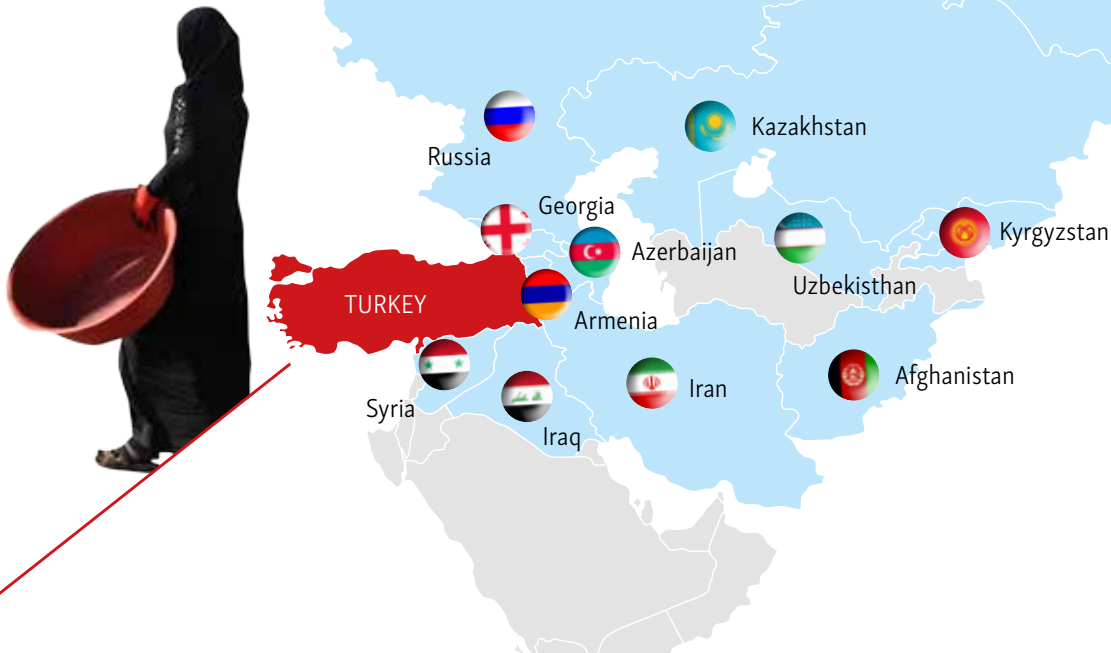 Kazakhstan
Russia
Georgia
Kyrgyzstan
Azerbaijan
Uzbekisthan
TURKEY
Armenia
Afghanistan
Iran
Syria
Iraq